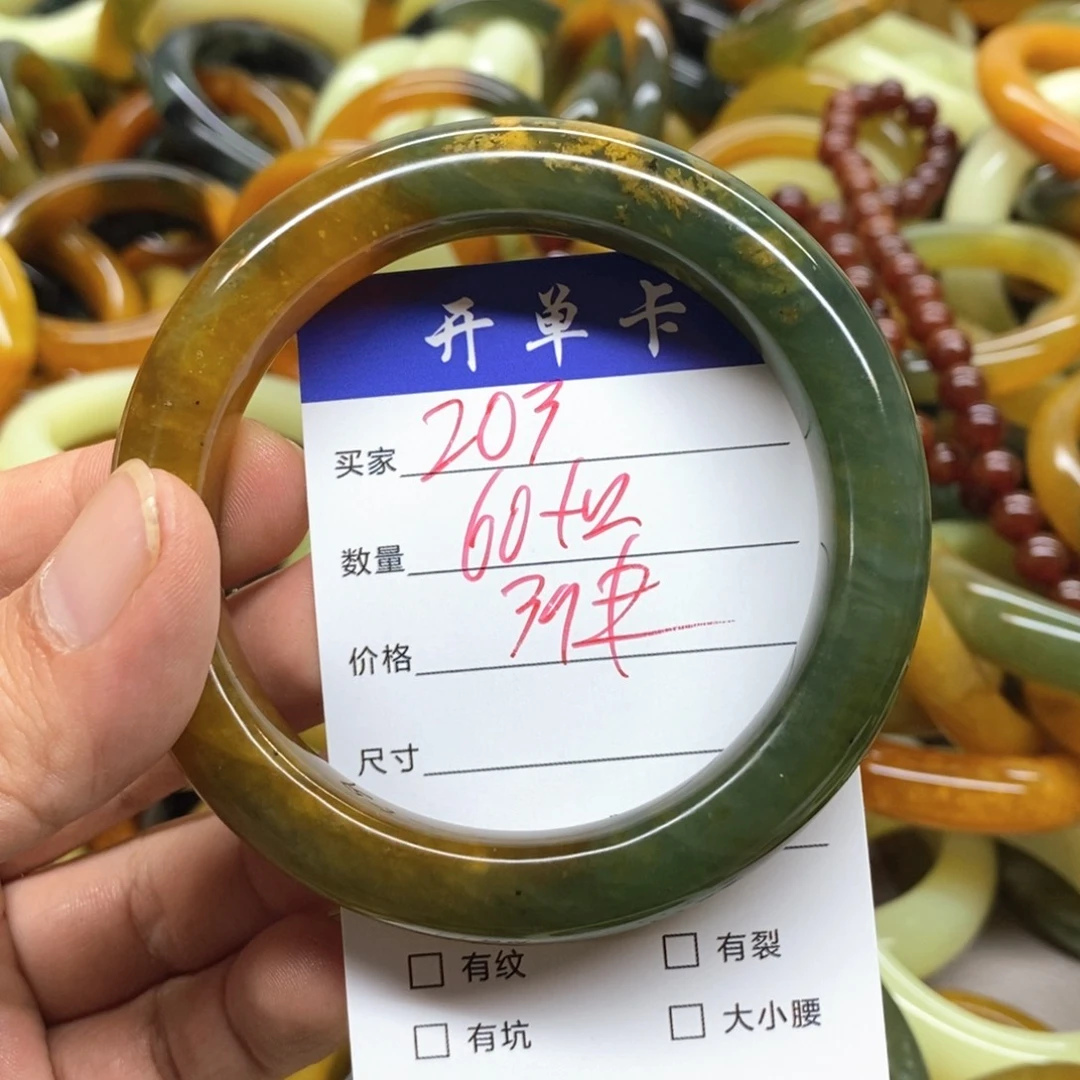 开单卡
买家 203
数量 60
价格 39
尺寸
有纹 有裂
有坑 大小腰